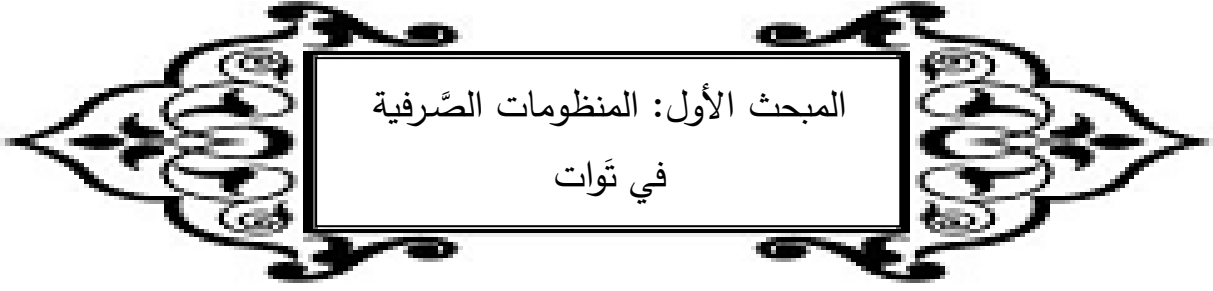 المبحث الأول: المنظومات الصَّرفية
في تَوات